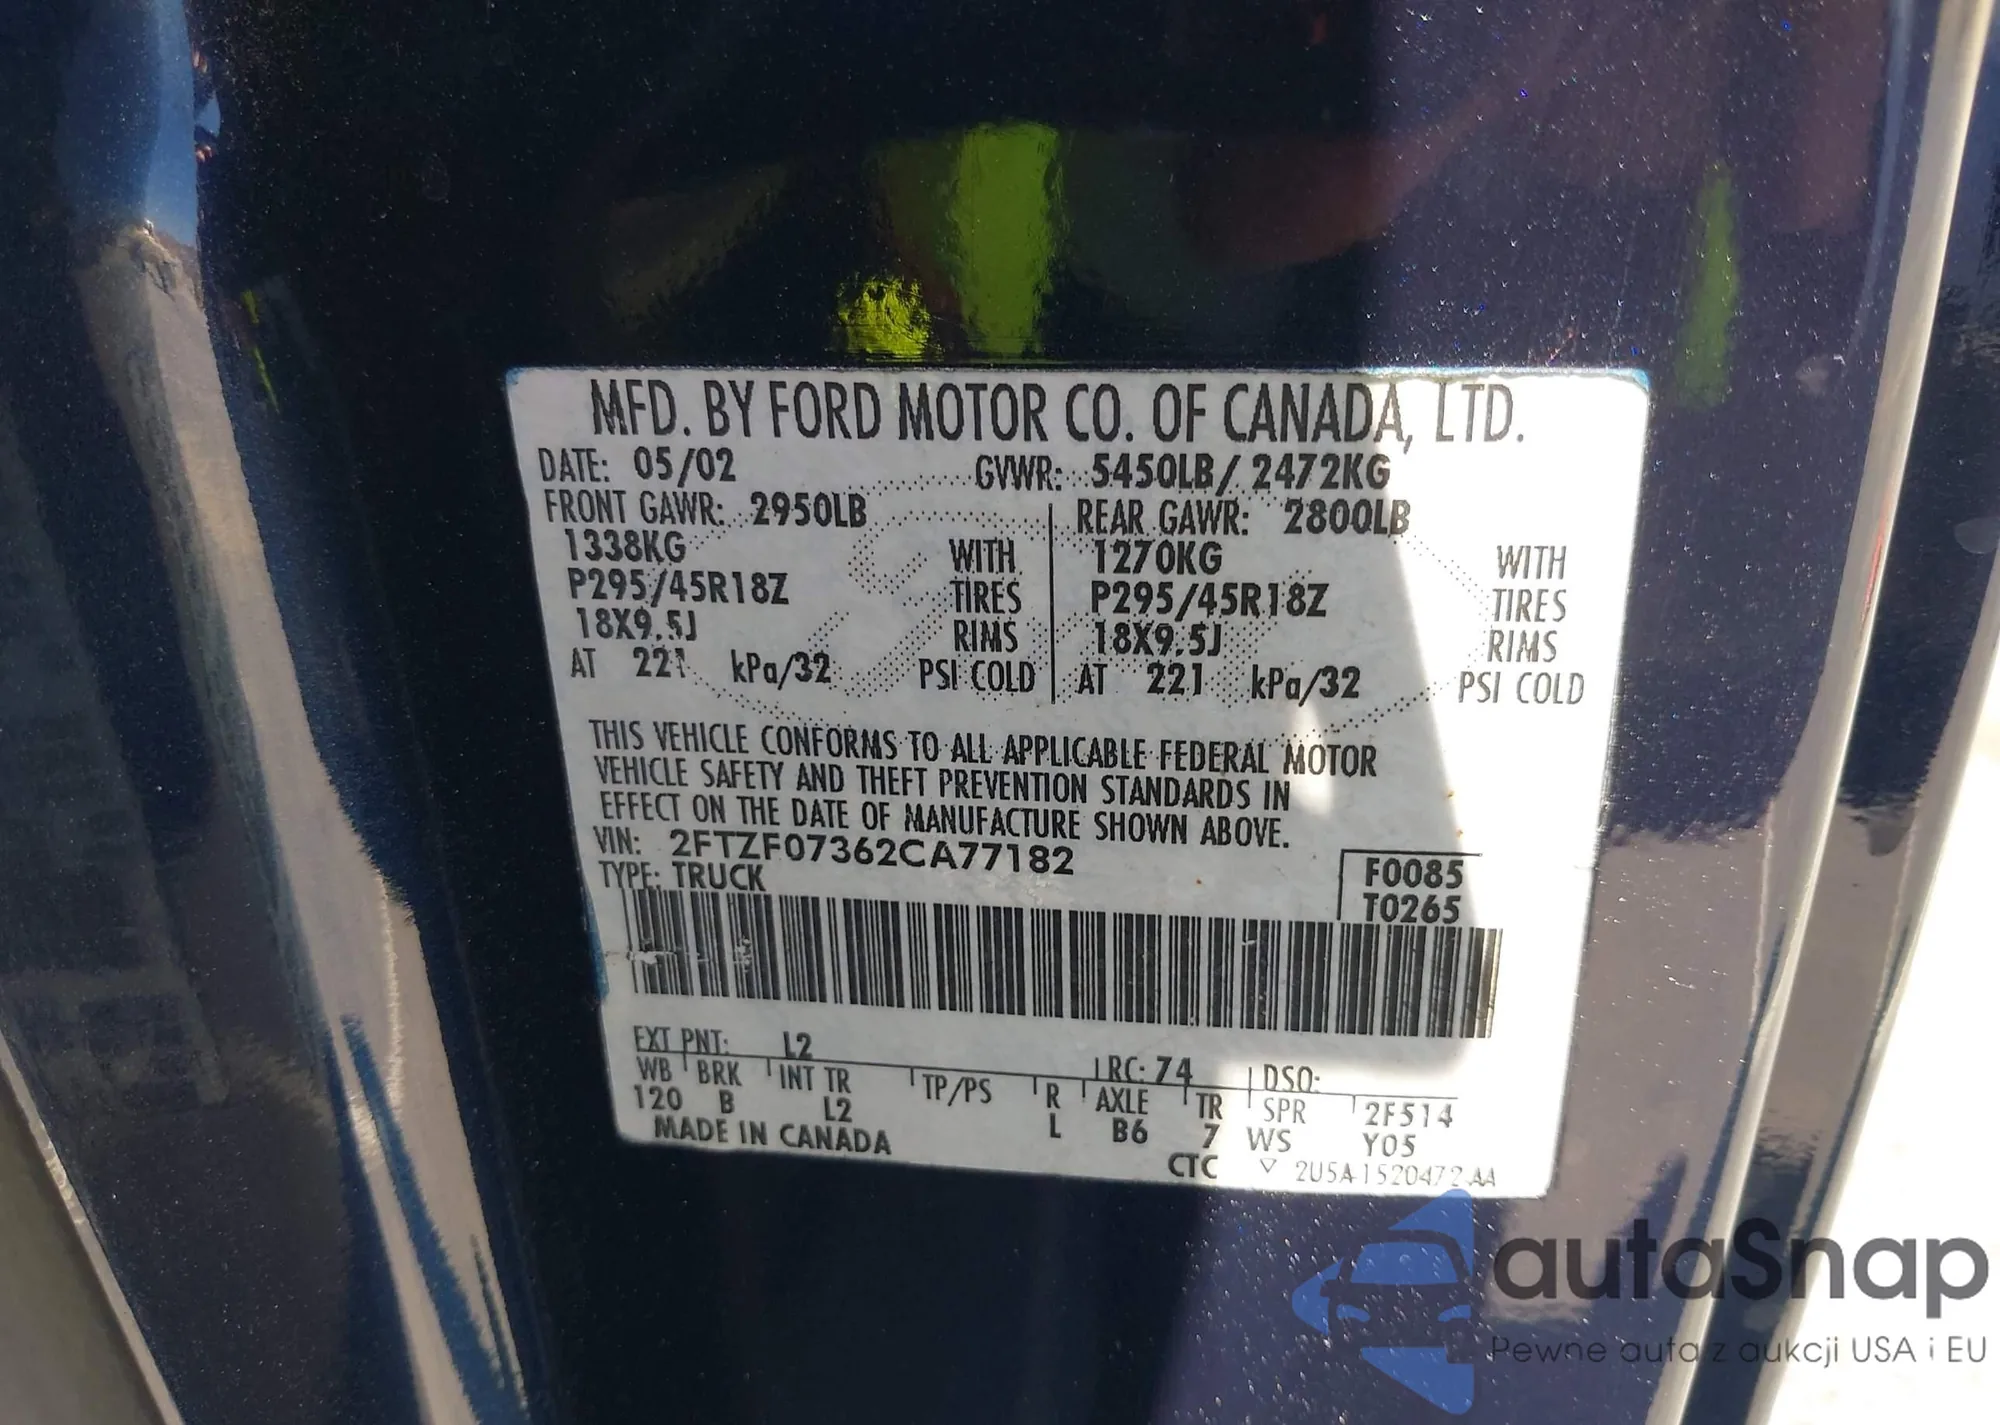 MFD. BY FORD MOTOR CO. OF CANADA, LTD.
DATE: 05/02 GVWR: 5450LB/ 2472KG
FRONT GAWR: 2950LB REAR GAWR: 2800LB
1338KG WITH 1270KG WITH
P295/45R18Z TIRES P295/45R18Z TIRES
18X9.5J RIMS 18X9.5J RIMS
AT 221 kPa/32 PSI COLD AT 221 kPa/32 PSI COLD
THIS VEHICLE CONFORMS TO ALL APPLICABLE FEDERAL MOTOR
VEHICLE SAFETY AND THEFT PREVENTION STANDARDS IN
EFFECT ON THE DATE OF MANUFACTURE SHOWN ABOVE.
VIN: 2FTZF07362CA77182
TYPE: TRUCK
F0085
T0265
EXT PNT: L2 RC: 74 DSO:
WB BRK INT TR TP/PS R AXLE TR SPR 2F514
120 B L2 L B6 7 WS Y05
MADE IN CANADA CTC ▽ 2U5A-1520472-AA
autaSnap
Pewne auta z aukcji USA i EU